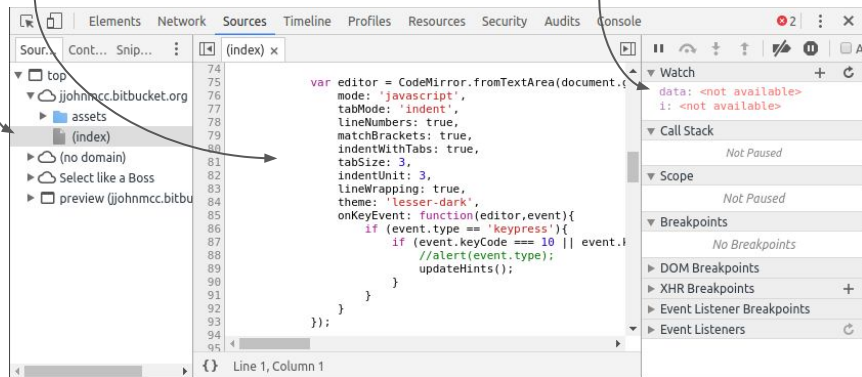 Elements Network Sources Timeline Profiles Resources Security Audits Console 2
Sour... Cont... Snip...
top
jjohnmcc.bitbucket.org
assets
(index)
(no domain)
Select like a Boss
preview (jjohnmcc.bitbu
(index) ×
74
75 var editor = CodeMirror.fromTextArea(document.g
76 mode: 'javascript',
77 tabMode: 'indent',
78 lineNumbers: true,
79 matchBrackets: true,
80 indentWithTabs: true,
81 tabSize: 3,
82 indentUnit: 3,
83 lineWrapping: true,
84 theme: 'lesser-dark',
85 onKeyEvent: function(editor,event){
86 if (event.type == 'keypress'){
87 if (event.keyCode === 10 || event.k
88 //alert(event.type);
89 updateHints();
90 }
91 }
92 }
93 });
94
95
{} Line 1, Column 1
A
Watch
data: <not available>
i: <not available>
Call Stack
Not Paused
Scope
Not Paused
Breakpoints
No Breakpoints
DOM Breakpoints
XHR Breakpoints
Event Listener Breakpoints
Event Listeners